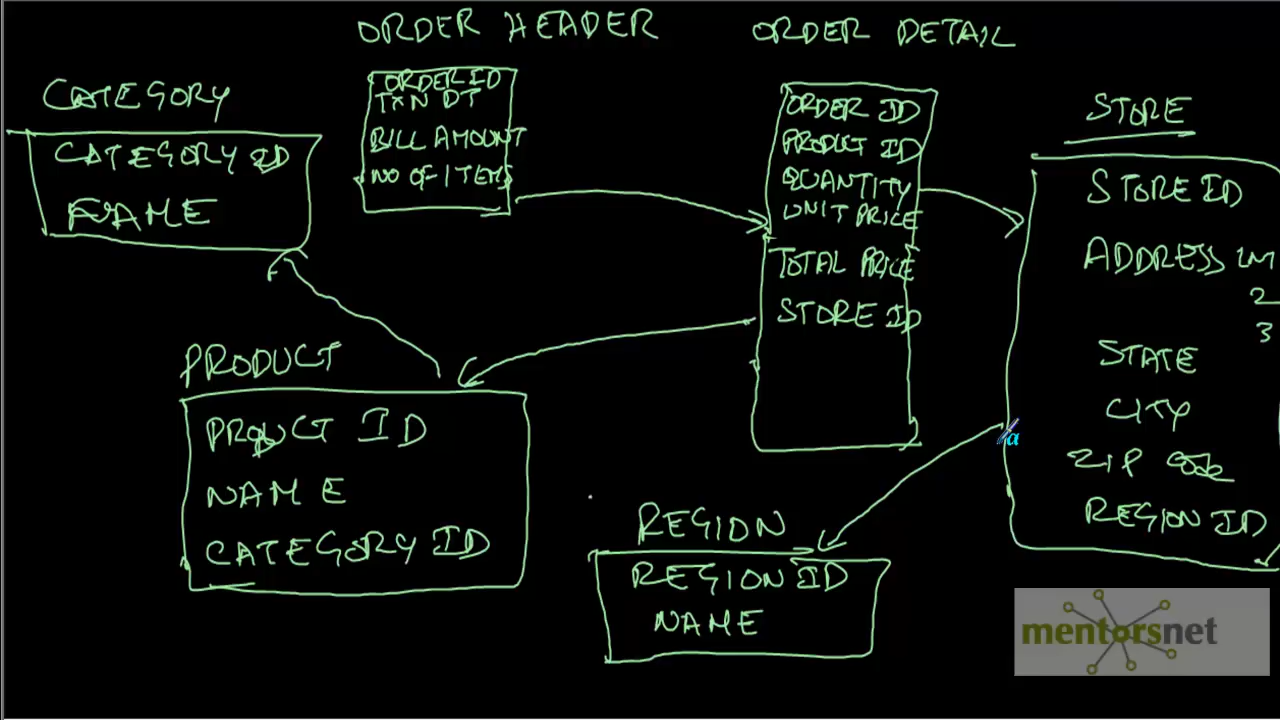 ORDER HEADER
ORDER DETAIL
CATEGORY
CATEGORY ID
NAME
ORDER ID
TXN DT
BILL AMOUNT
NO OF ITEMS
ORDER ID
PRODUCT ID
QUANTITY
UNIT PRICE
TOTAL PRICE
STORE ID
STORE
STORE ID
ADDRESS
2
3
STATE
CITY
ZIP Code
REGION ID
PRODUCT
PRODUCT ID
NAME
CATEGORY ID
REGION
REGION ID
NAME
mentorsnet